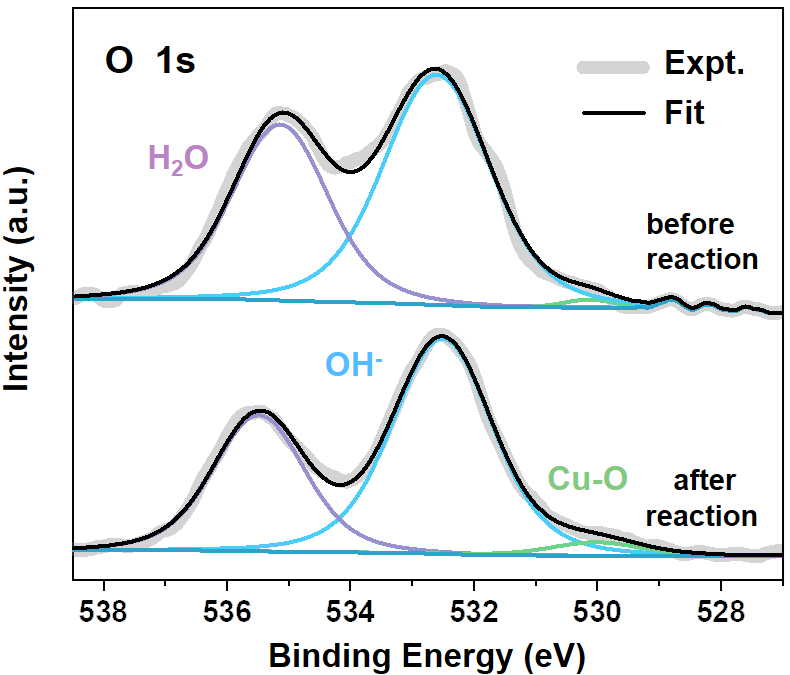 O 1s
Expt.
Fit
H₂O
before
reaction
OH⁻
Cu-O
after
reaction
Intensity (a.u.)
538 536 534 532 530 528
Binding Energy (eV)